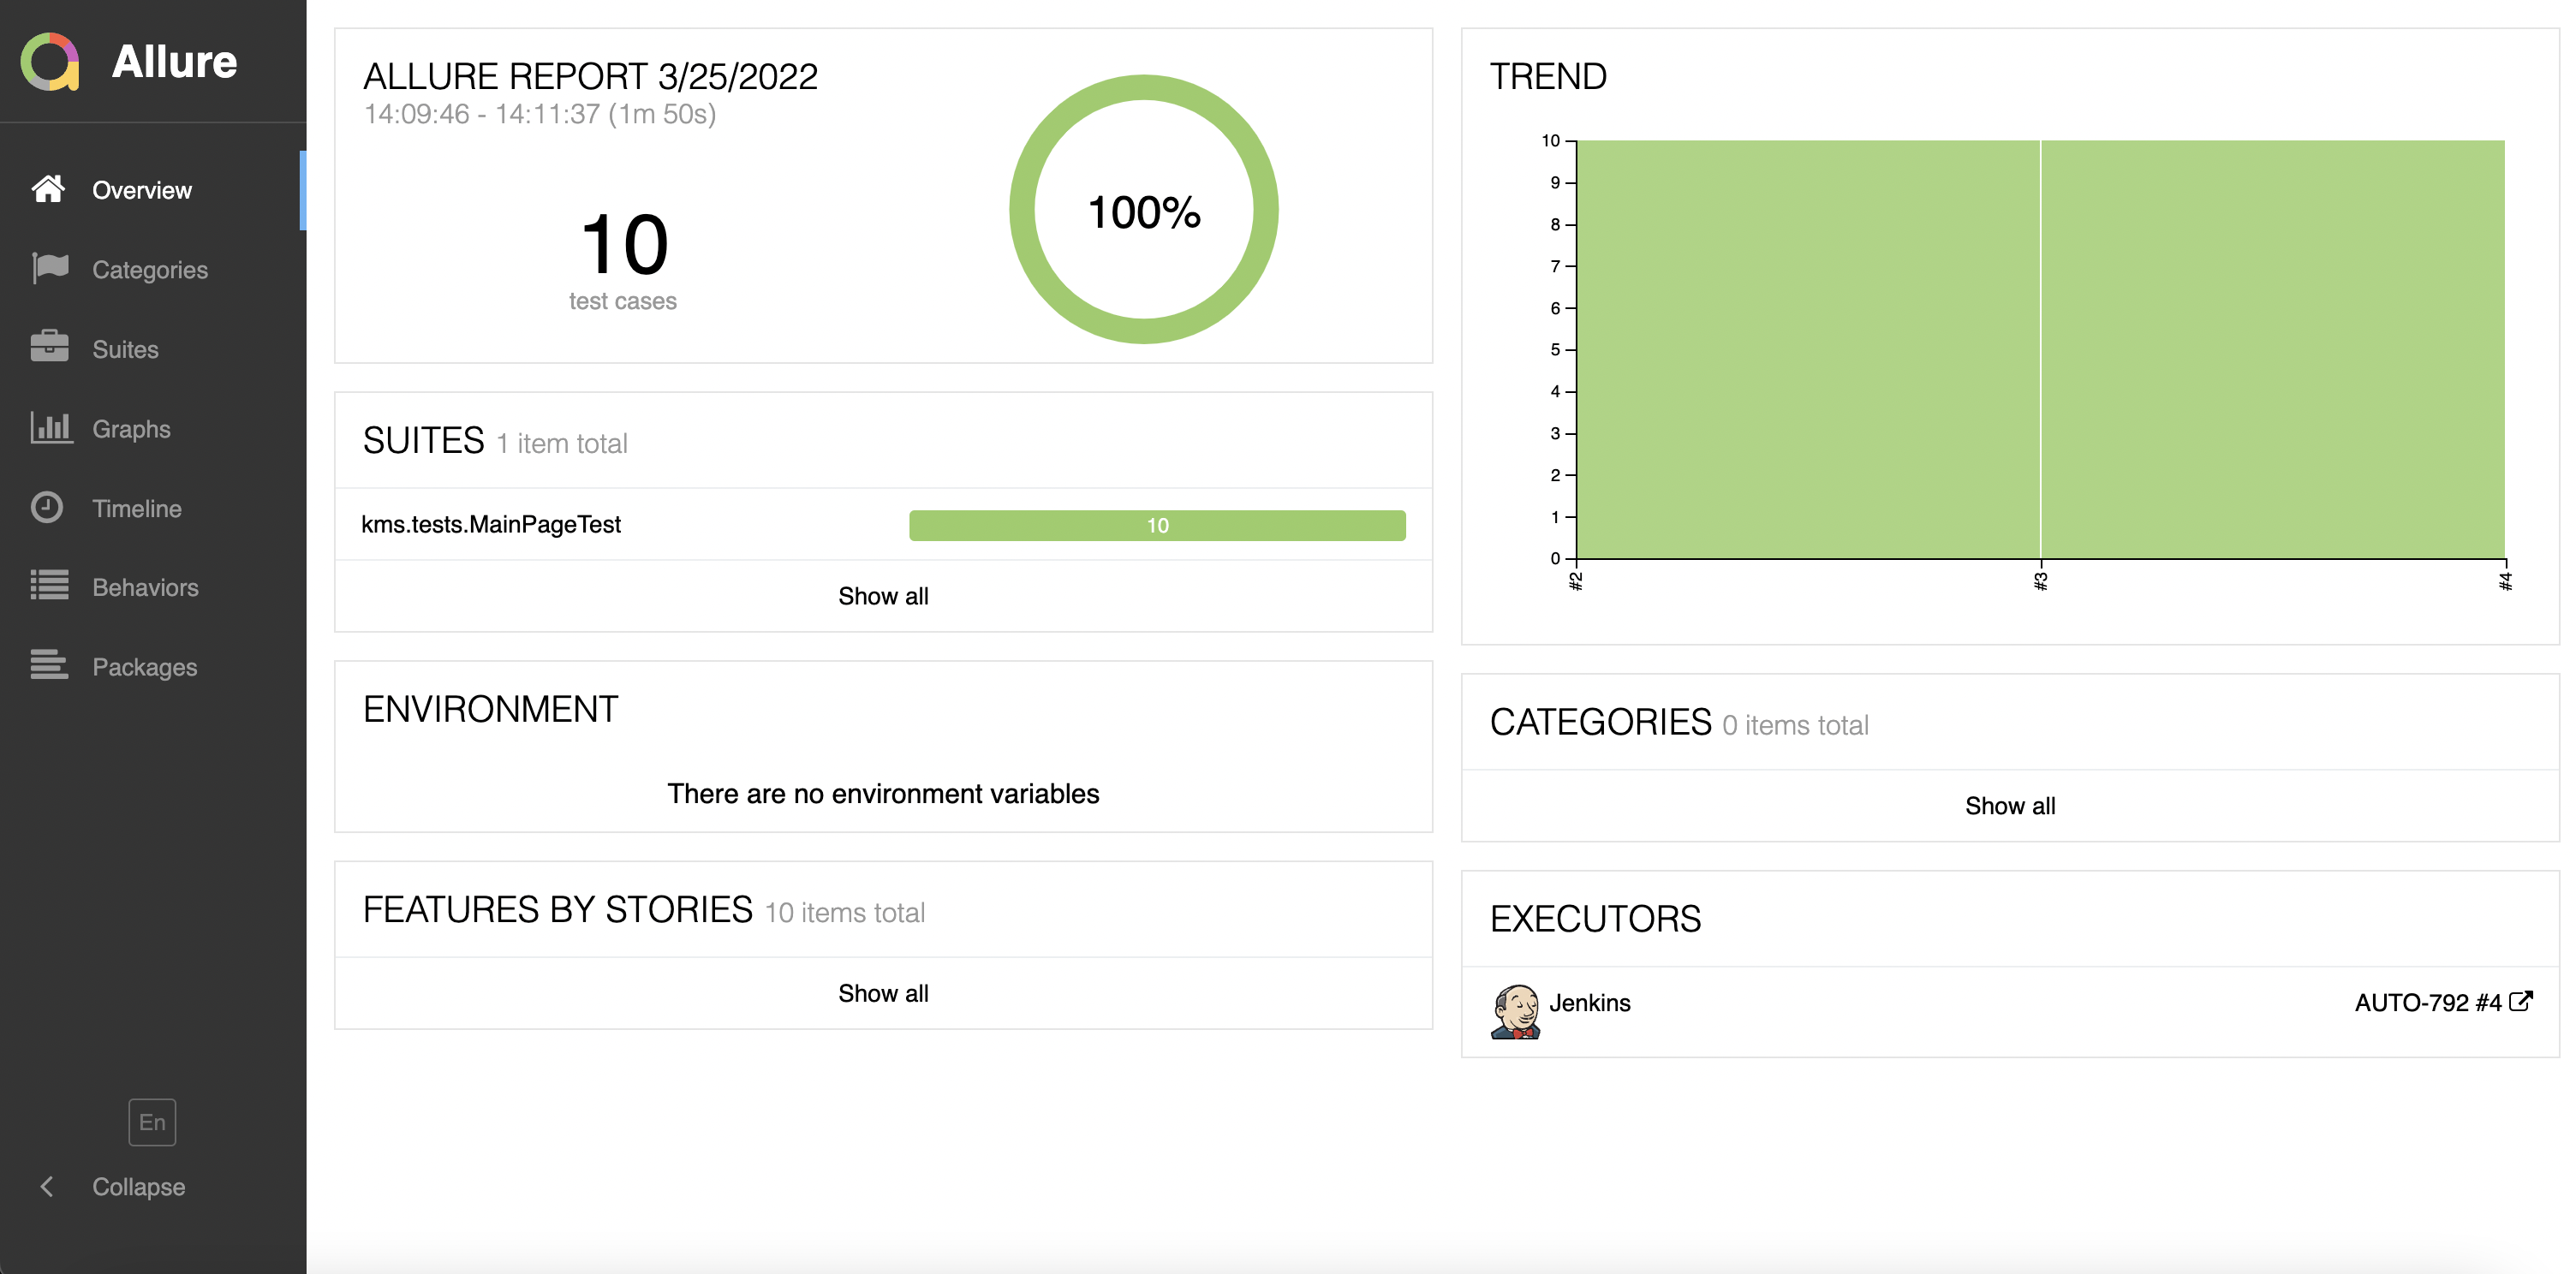 Allure
Overview
Categories
Suites
Graphs
Timeline
Behaviors
Packages
En
Collapse
ALLURE REPORT 3/25/2022
14:09:46 - 14:11:37 (1m 50s)
10
test cases
100%
SUITES 1 item total
kms.tests.MainPageTest 10
Show all
ENVIRONMENT
There are no environment variables
FEATURES BY STORIES 10 items total
Show all
TREND
10
9
8
7
6
5
4
3
2
1
0
#2 #3 #4
CATEGORIES 0 items total
Show all
EXECUTORS
Jenkins AUTO-792 #4